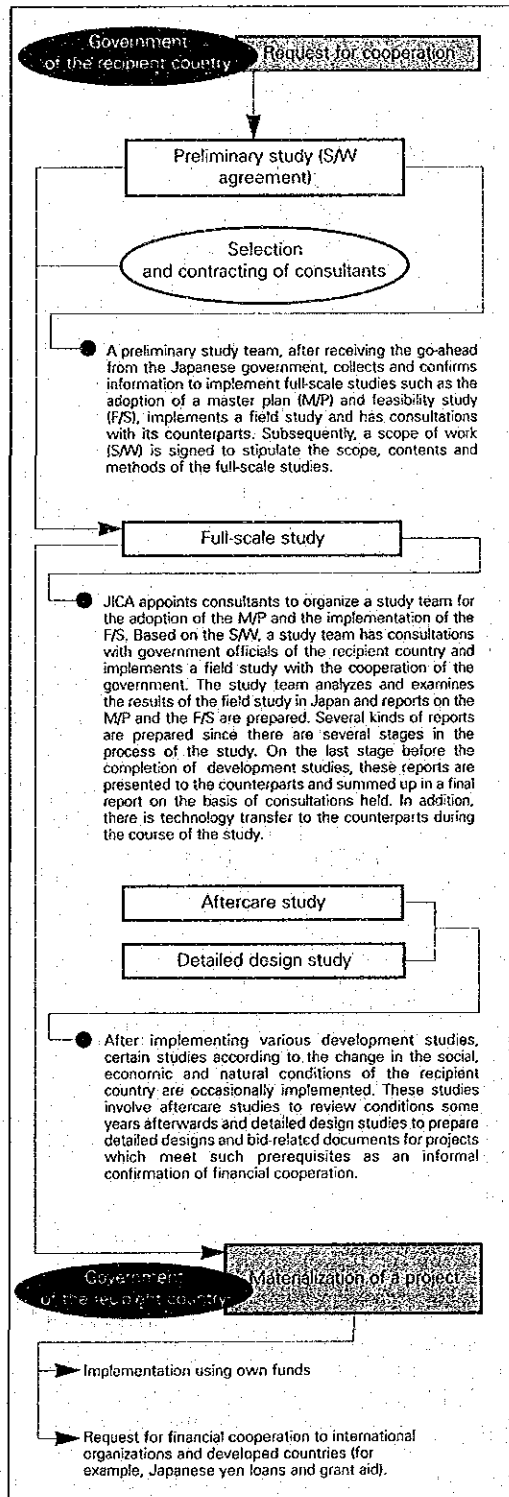 Government
of the recipient country
Request for cooperation
Preliminary study (S/W
agreement)
Selection
and contracting of consultants
A preliminary study team, after receiving the go-ahead
from the Japanese government, collects and confirms
information to implement full-scale studies such as the
adoption of a master plan (M/P) and feasibility study
(F/S), implements a field study and has consultations
with its counterparts. Subsequently, a scope of work
(S/W) is signed to stipulate the scope, contents and
methods of the full-scale studies.
Full-scale study
JICA appoints consultants to organize a study team for
the adoption of the M/P and the implementation of the
F/S. Based on the S/W, a study team has consultations
with government officials of the recipient country and
implements a field study with the cooperation of the
government. The study team analyzes and examines
the results of the field study in Japan and reports on the
M/P and the F/S are prepared. Several kinds of reports
are prepared since there are several stages in the
process of the study. On the last stage before the
completion of development studies, these reports are
presented to the counterparts and summed up in a final
report on the basis of consultations held. In addition,
there is technology transfer to the counterparts during
the course of the study.
Aftercare study
Detailed design study
After implementing various development studies,
certain studies according to the change in the social,
economic and natural conditions of the recipient
country are occasionally implemented. These studies
involve aftercare studies to review conditions some
years afterwards and detailed design studies to prepare
detailed designs and bid-related documents for projects
which meet such prerequisites as an informal
confirmation of financial cooperation.
Government
of the recipient country
Materialization of a project
Implementation using own funds
Request for financial cooperation to international
organizations and developed countries (for
example, Japanese yen loans and grant aid).